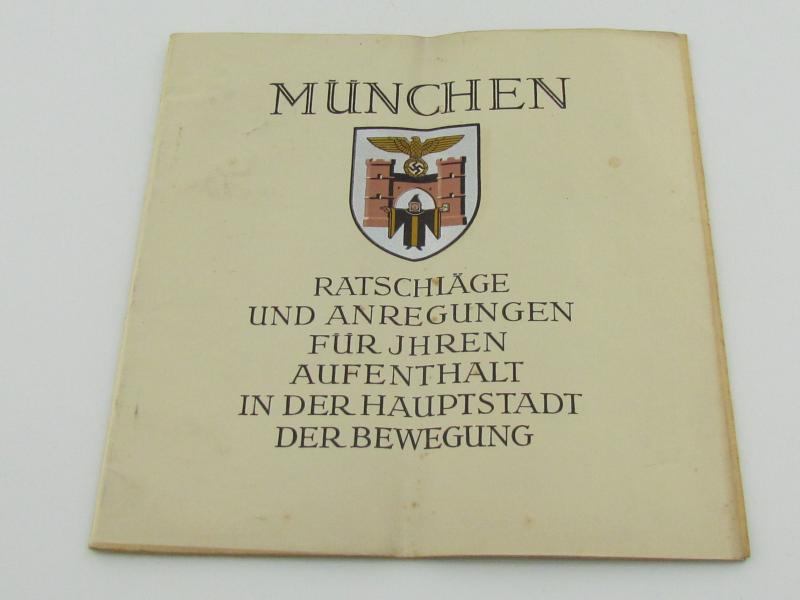 MÜNCHEN
RATSCHLÄGE
UND ANREGUNGEN
FÜR JHREN
AUFENTHALT
IN DER HAUPTSTADT
DER BEWEGUNG